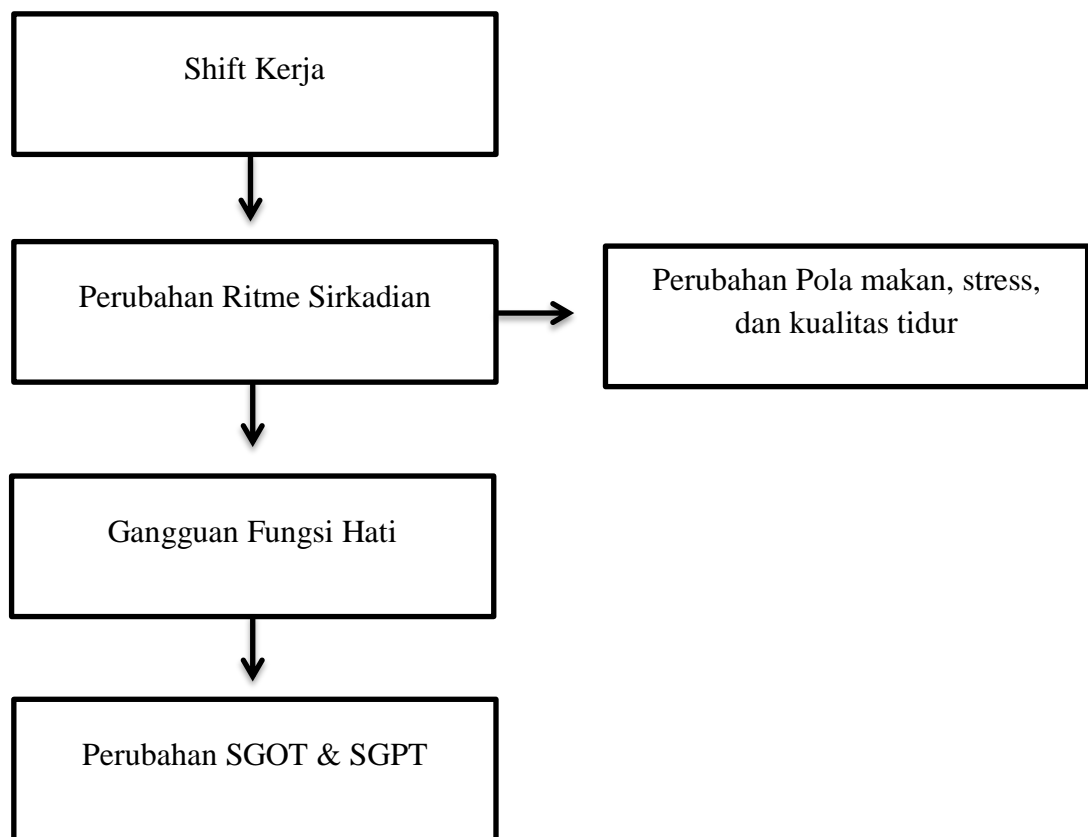 Shift Kerja
Perubahan Ritme Sirkadian
Perubahan Pola makan, stress,
dan kualitas tidur
Gangguan Fungsi Hati
Perubahan SGOT & SGPT